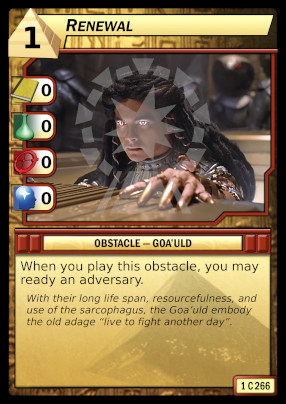 RENEWAL
1
0
0
0
0
OBSTACLE — GOA'ULD
When you play this obstacle, you may
ready an adversary.
With their long life span, resourcefulness, and
use of the sarcophagus, the Goa'uld embody
the old adage "live to fight another day".
1 C 266